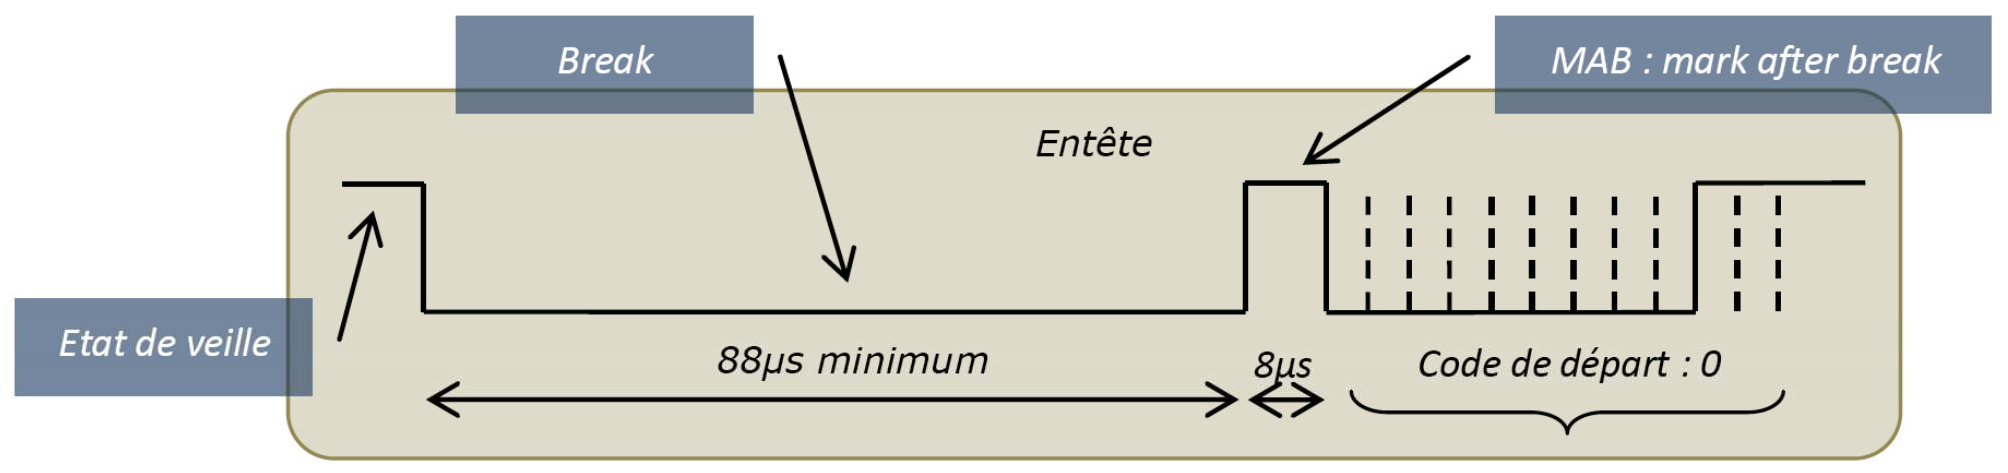 Break
MAB : mark after break
Entête
Etat de veille
88µs minimum
8µs
Code de départ : 0